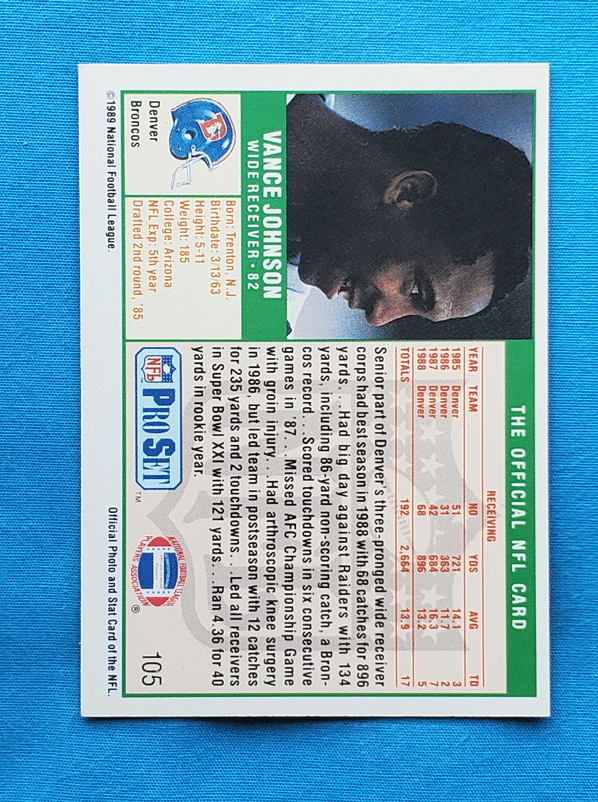 THE OFFICIAL NFL CARD
VANCE JOHNSON
WIDE RECEIVER • 82
D
Denver
Broncos
Born: Trenton, N.J.
Birthdate: 3/13/63
Height: 5-11
Weight: 185
College: Arizona
NFL Exp: 5th year
Drafted 2nd round, '85
RECEIVING
YEAR TEAM NO YDS AVG TD
1985 Denver 51 721 14.1 3
1986 Denver 31 363 11.7 2
1987 Denver 42 684 16.3 7
1988 Denver 68 896 13.2 5
TOTALS 192 2,664 13.9 17
Senior part of Denver's three-pronged wide receiver
corps had best season in 1988 with 68 catches for 896
yards. . .Had big day against Raiders with 134
yards, including 86-yard non-scoring catch, a Bron-
cos record. . .Scored touchdowns in six consecutive
games in '87. . .Missed AFC Championship Game
with groin injury. . .Had arthroscopic knee surgery
in 1986, but led team in postseason with 12 catches
for 235 yards and 2 touchdowns. . .Led all receivers
in Super Bowl XXI with 121 yards. . .Ran 4.36 for 40
yards in rookie year.
NFL PRO SET ™
NATIONAL FOOTBALL LEAGUE
PLAYERS ASSOCIATION ®
105
©1989 National Football League.
Official Photo and Stat Card of the NFL.